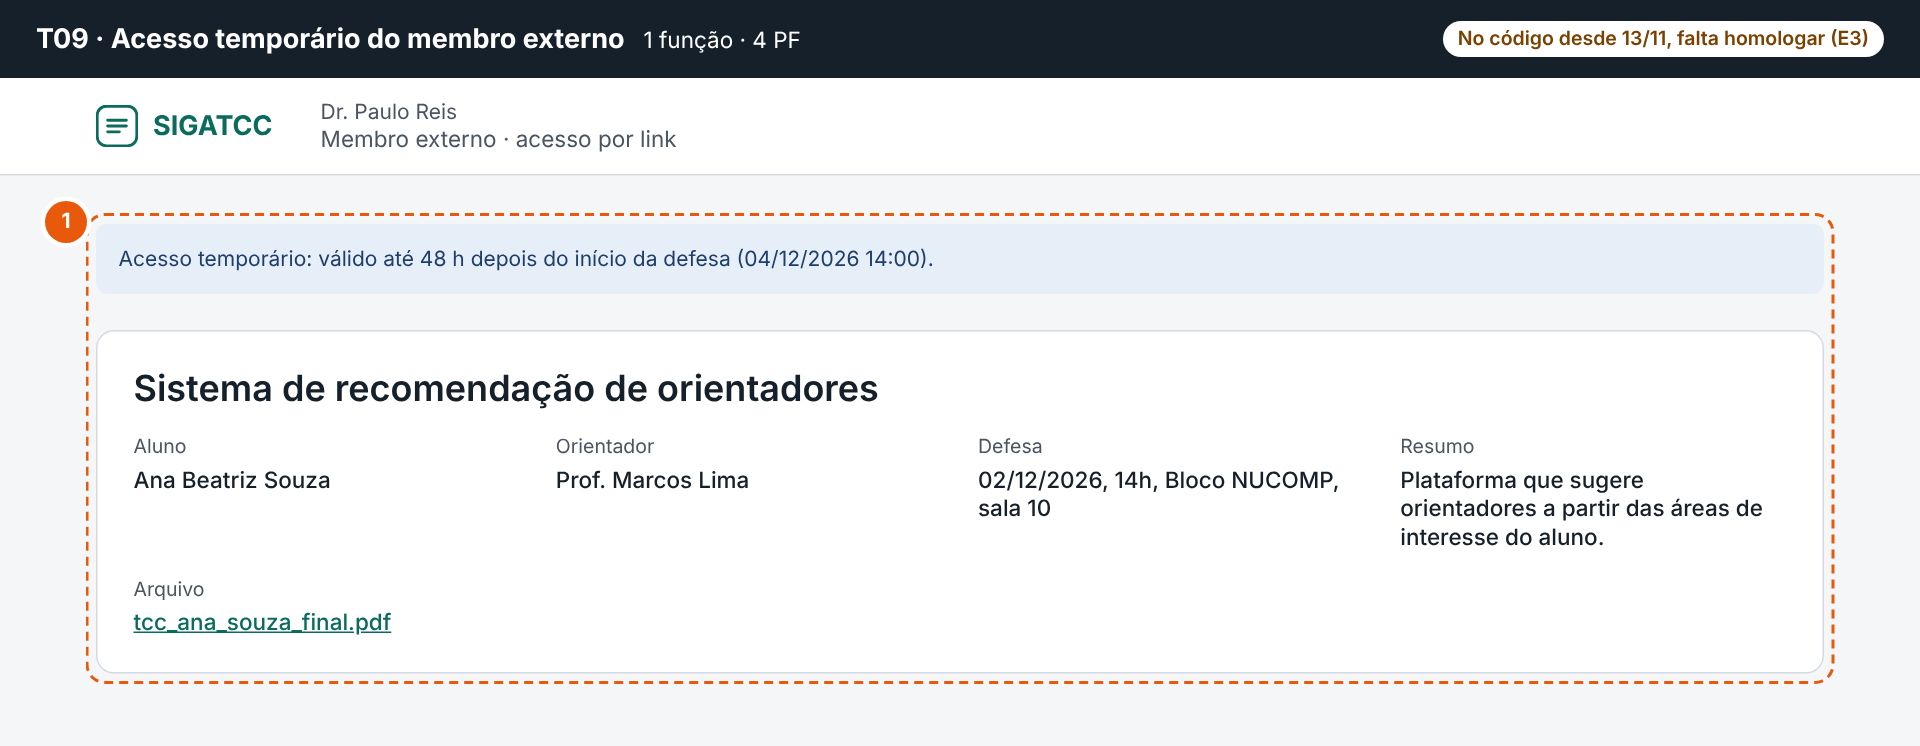 T09 · Acesso temporário do membro externo 1 função · 4 PF
No código desde 13/11, falta homologar (E3)
SIGATCC
Dr. Paulo Reis
Membro externo · acesso por link
1
Acesso temporário: válido até 48 h depois do início da defesa (04/12/2026 14:00).
Sistema de recomendação de orientadores
Aluno
Ana Beatriz Souza
Orientador
Prof. Marcos Lima
Defesa
02/12/2026, 14h, Bloco NUCOMP,
sala 10
Resumo
Plataforma que sugere
orientadores a partir das áreas de
interesse do aluno.
Arquivo
tcc_ana_souza_final.pdf